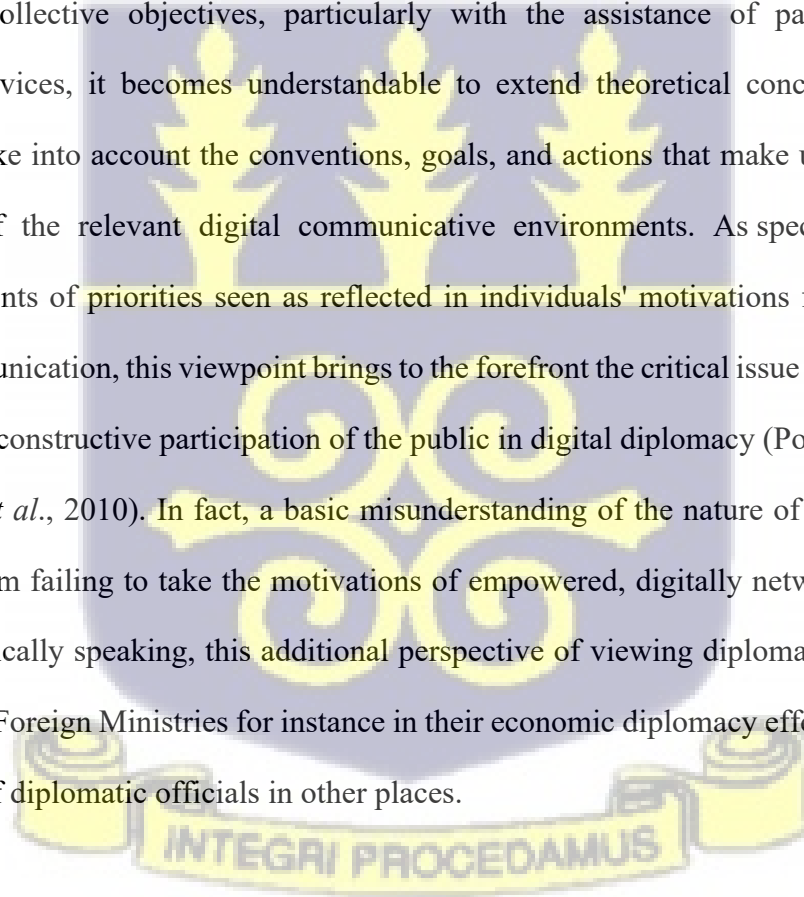 ollective objectives, particularly with the assistance of pa
vices, it becomes understandable to extend theoretical conc
ke into account the conventions, goals, and actions that make u
f the relevant digital communicative environments. As spec
nts of priorities seen as reflected in individuals' motivations
unication, this viewpoint brings to the forefront the critical issue
constructive participation of the public in digital diplomacy (Po
t al., 2010). In fact, a basic misunderstanding of the nature of
m failing to take the motivations of empowered, digitally netw
ically speaking, this additional perspective of viewing diploma
Foreign Ministries for instance in their economic diplomacy effo
f diplomatic officials in other places.
INTEGRI PROCEDAMUS